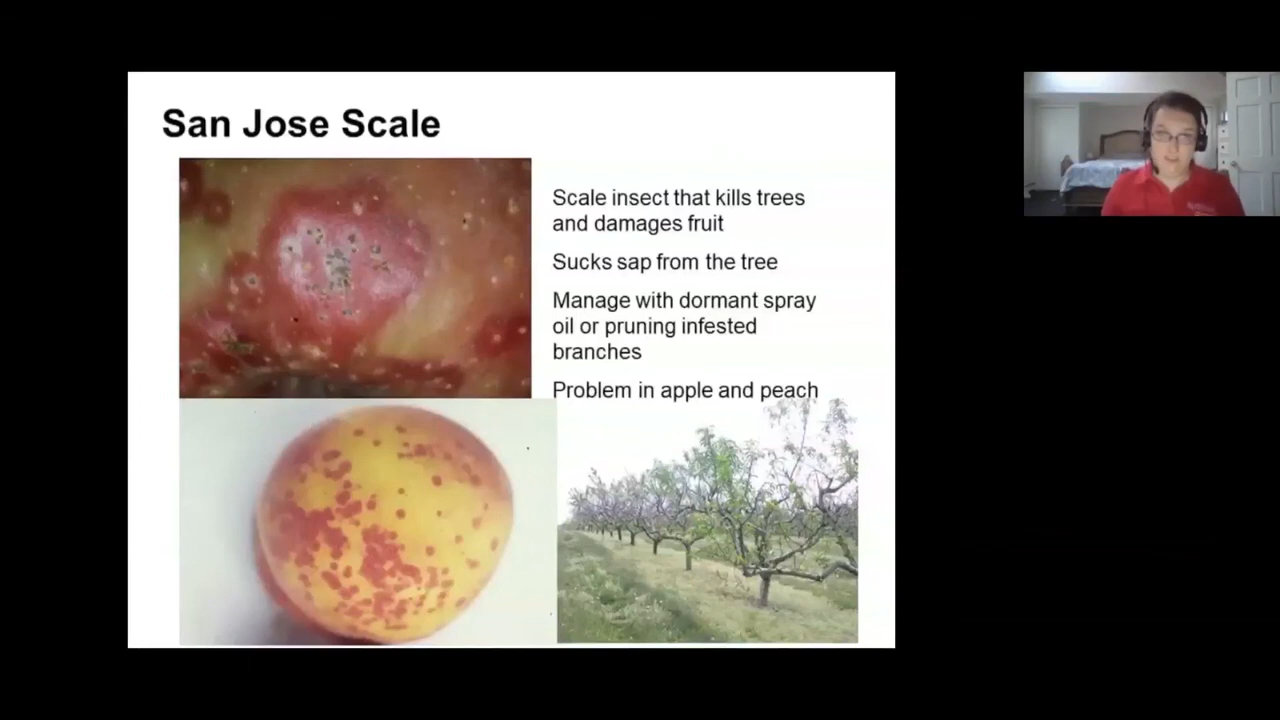 San Jose Scale
Scale insect that kills trees
and damages fruit
Sucks sap from the tree
Manage with dormant spray
oil or pruning infested
branches
Problem in apple and peach